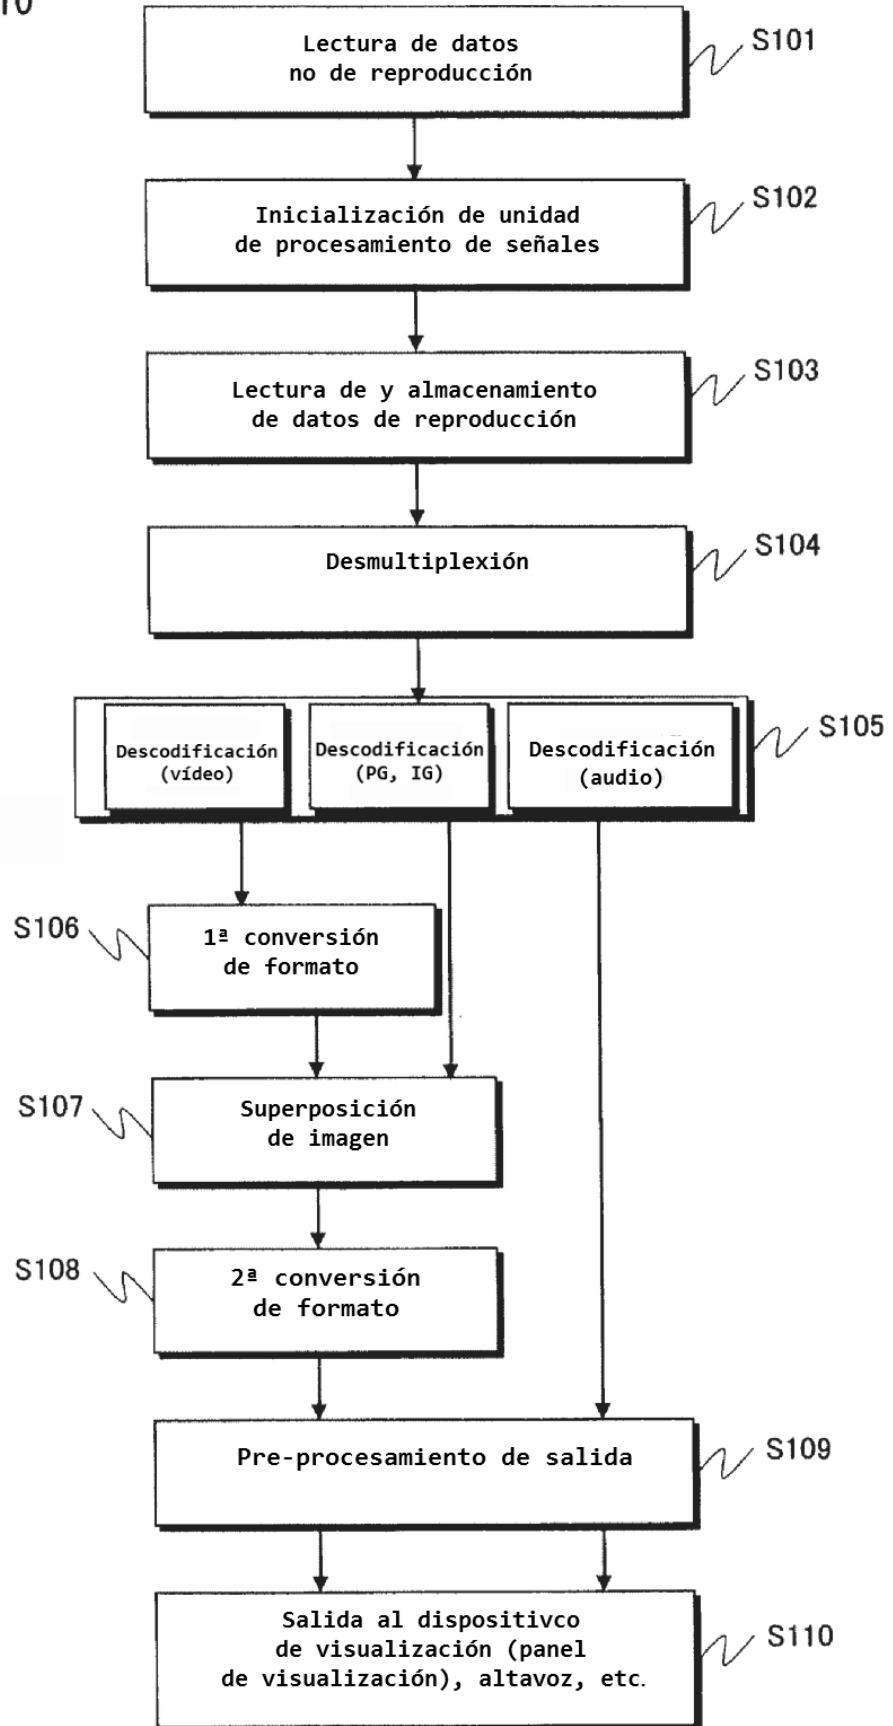 10
Lectura de datos
no de reproducción
S101
Inicialización de unidad
de procesamiento de señales
S102
Lectura de y almacenamiento
de datos de reproducción
S103
Desmultiplexión
S104
Descodificación
(vídeo)
Descodificación
(PG, IG)
Descodificación
(audio)
S105
S106
1ª conversión
de formato
S107
Superposición
de imagen
S108
2ª conversión
de formato
Pre-procesamiento de salida
S109
Salida al dispositivco
de visualización (panel
de visualización), altavoz, etc.
S110